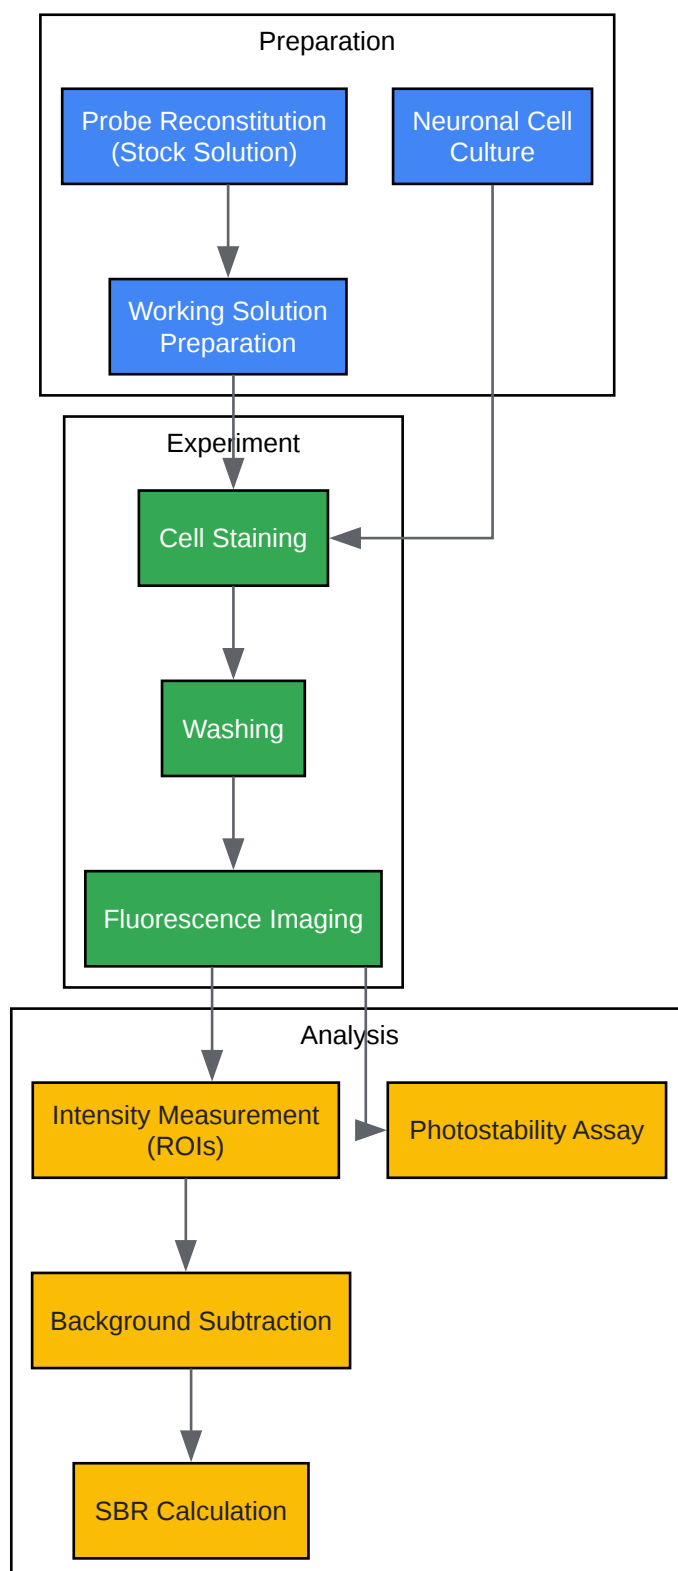 Preparation
Probe Reconstitution
(Stock Solution)
Neuronal Cell
Culture
Working Solution
Preparation
Experiment
Cell Staining
Washing
Fluorescence Imaging
Analysis
Intensity Measurement
(ROIs)
Photostability Assay
Background Subtraction
SBR Calculation